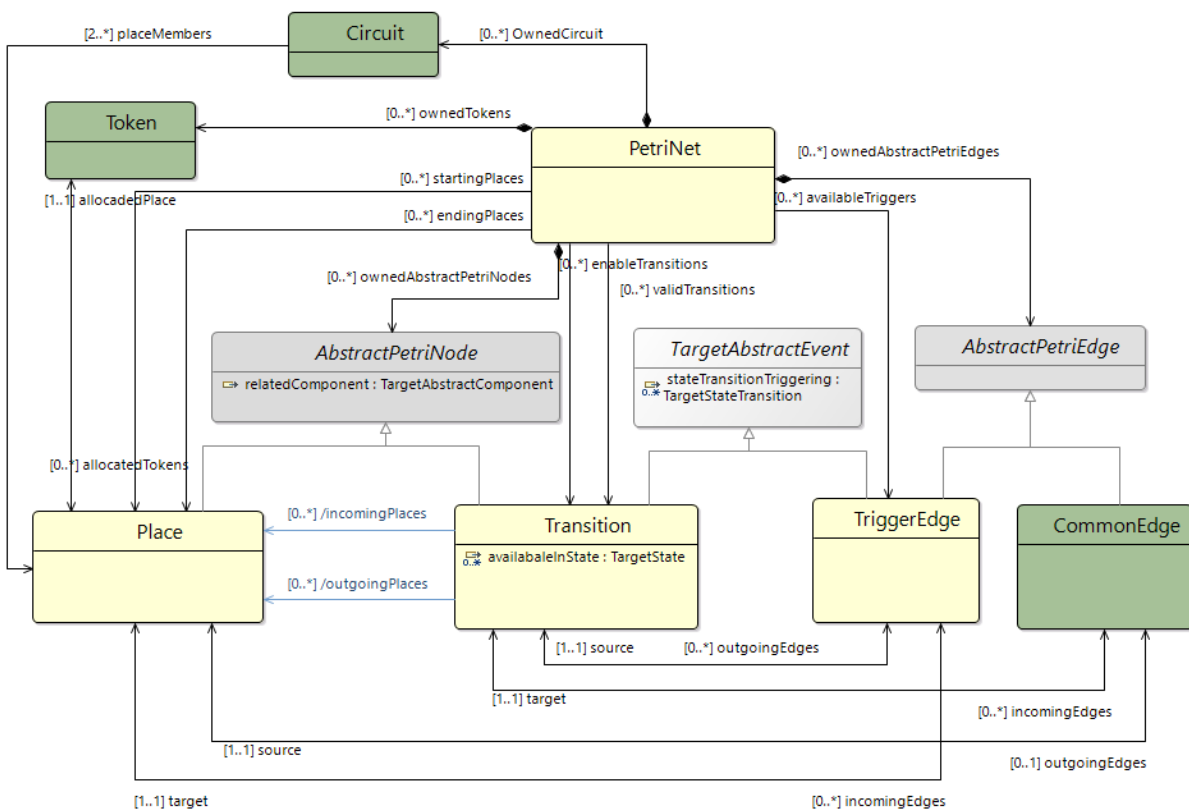 Circuit
[2..*] placeMembers
[0..*] OwnedCircuit
Token
[0..*] ownedTokens
PetriNet
[0..*] ownedAbstractPetriEdges
[0..*] startingPlaces
[1..1] allocadedPlace
[0..*] availableTriggers
[0..*] endingPlaces
[0..*] enableTransitions
[0..*] ownedAbstractPetriNodes
[0..*] validTransitions
AbstractPetriNode
relatedComponent : TargetAbstractComponent
TargetAbstractEvent
stateTransitionTriggering :
0..*
TargetStateTransition
AbstractPetriEdge
[0..*] allocatedTokens
Place
[0..*] /incomingPlaces
[0..*] /outgoingPlaces
Transition
availabaleInState : TargetState
0..*
TriggerEdge
CommonEdge
[1..1] source
[0..*] outgoingEdges
[1..1] target
[0..*] incomingEdges
[1..1] source
[0..1] outgoingEdges
[1..1] target
[0..*] incomingEdges